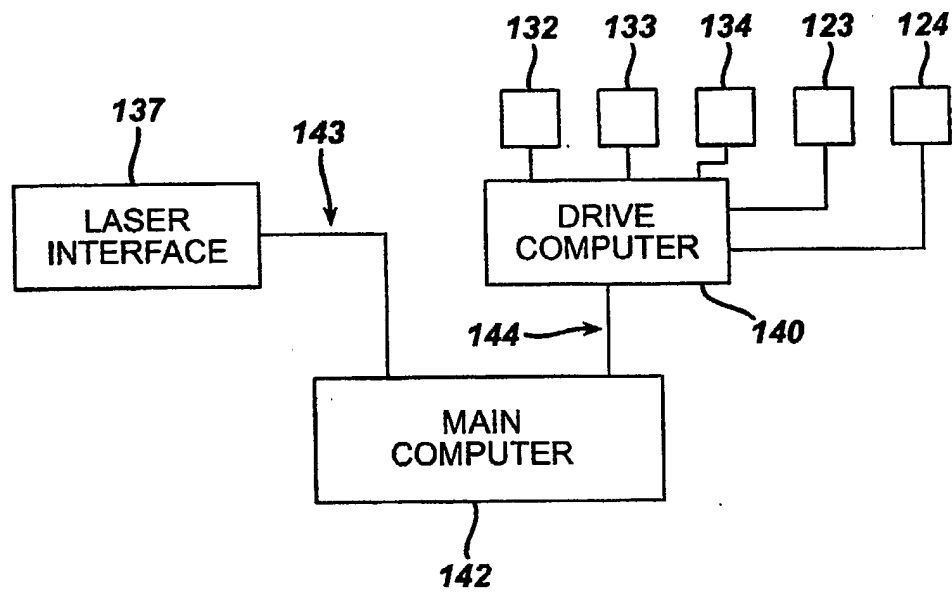 132 133 134 123 124
137
143
LASER
INTERFACE
DRIVE
COMPUTER
144
140
MAIN
COMPUTER
142